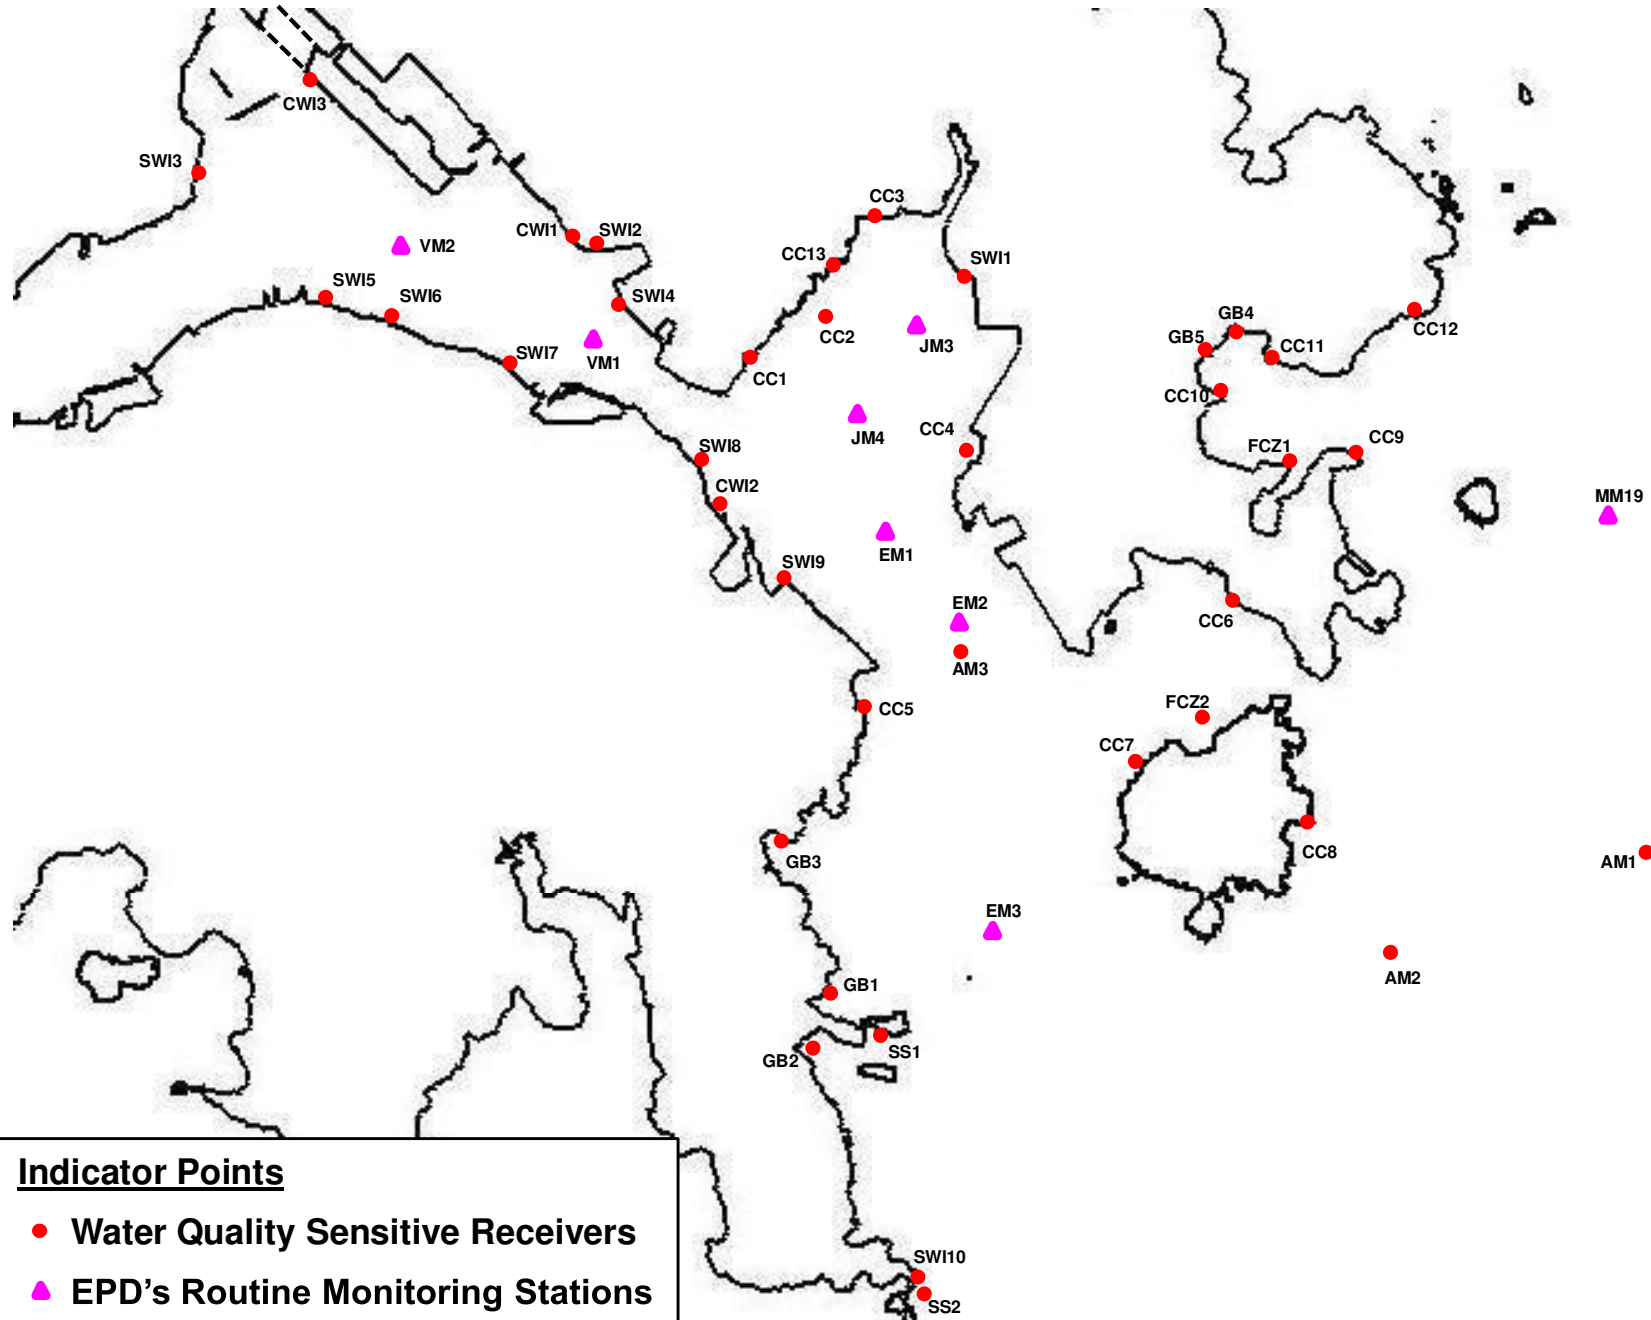 CWI3
SWI3
CC3
CWI1
SWI2
VM2
CC13
SWI1
SWI5
SWI6
SWI4
GB4
CC12
GB5
CC2
JM3
CC11
SWI7
VM1
CC1
CC10
CC4
JM4
SWI8
FCZ1
CC9
CWI2
MM19
EM1
SWI9
EM2
CC6
AM3
CC5
FCZ2
CC7
GB3
CC8
AM1
EM3
AM2
GB1
GB2
SS1
Indicator Points
Water Quality Sensitive Receivers
SWI10
EPD’s Routine Monitoring Stations
SS2